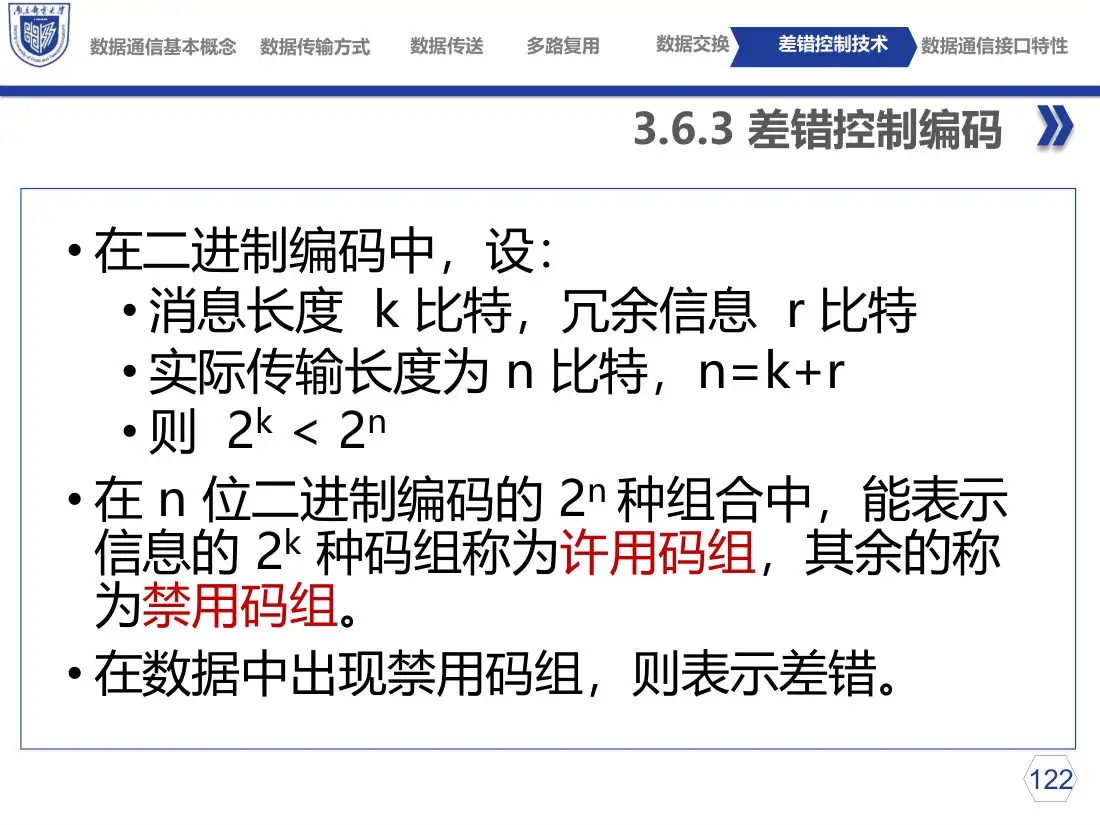 数据通信基本概念 数据传输方式 数据传送 多路复用 数据交换 差错控制技术 数据通信接口特性
3.6.3 差错控制编码
• 在二进制编码中，设：
• 消息长度 k 比特，冗余信息 r 比特
• 实际传输长度为 n 比特，n=k+r
• 则 2ᵏ < 2ⁿ
• 在 n 位二进制编码的 2ⁿ 种组合中，能表示
信息的 2ᵏ 种码组称为许用码组，其余的称
为禁用码组。
• 在数据中出现禁用码组，则表示差错。
122